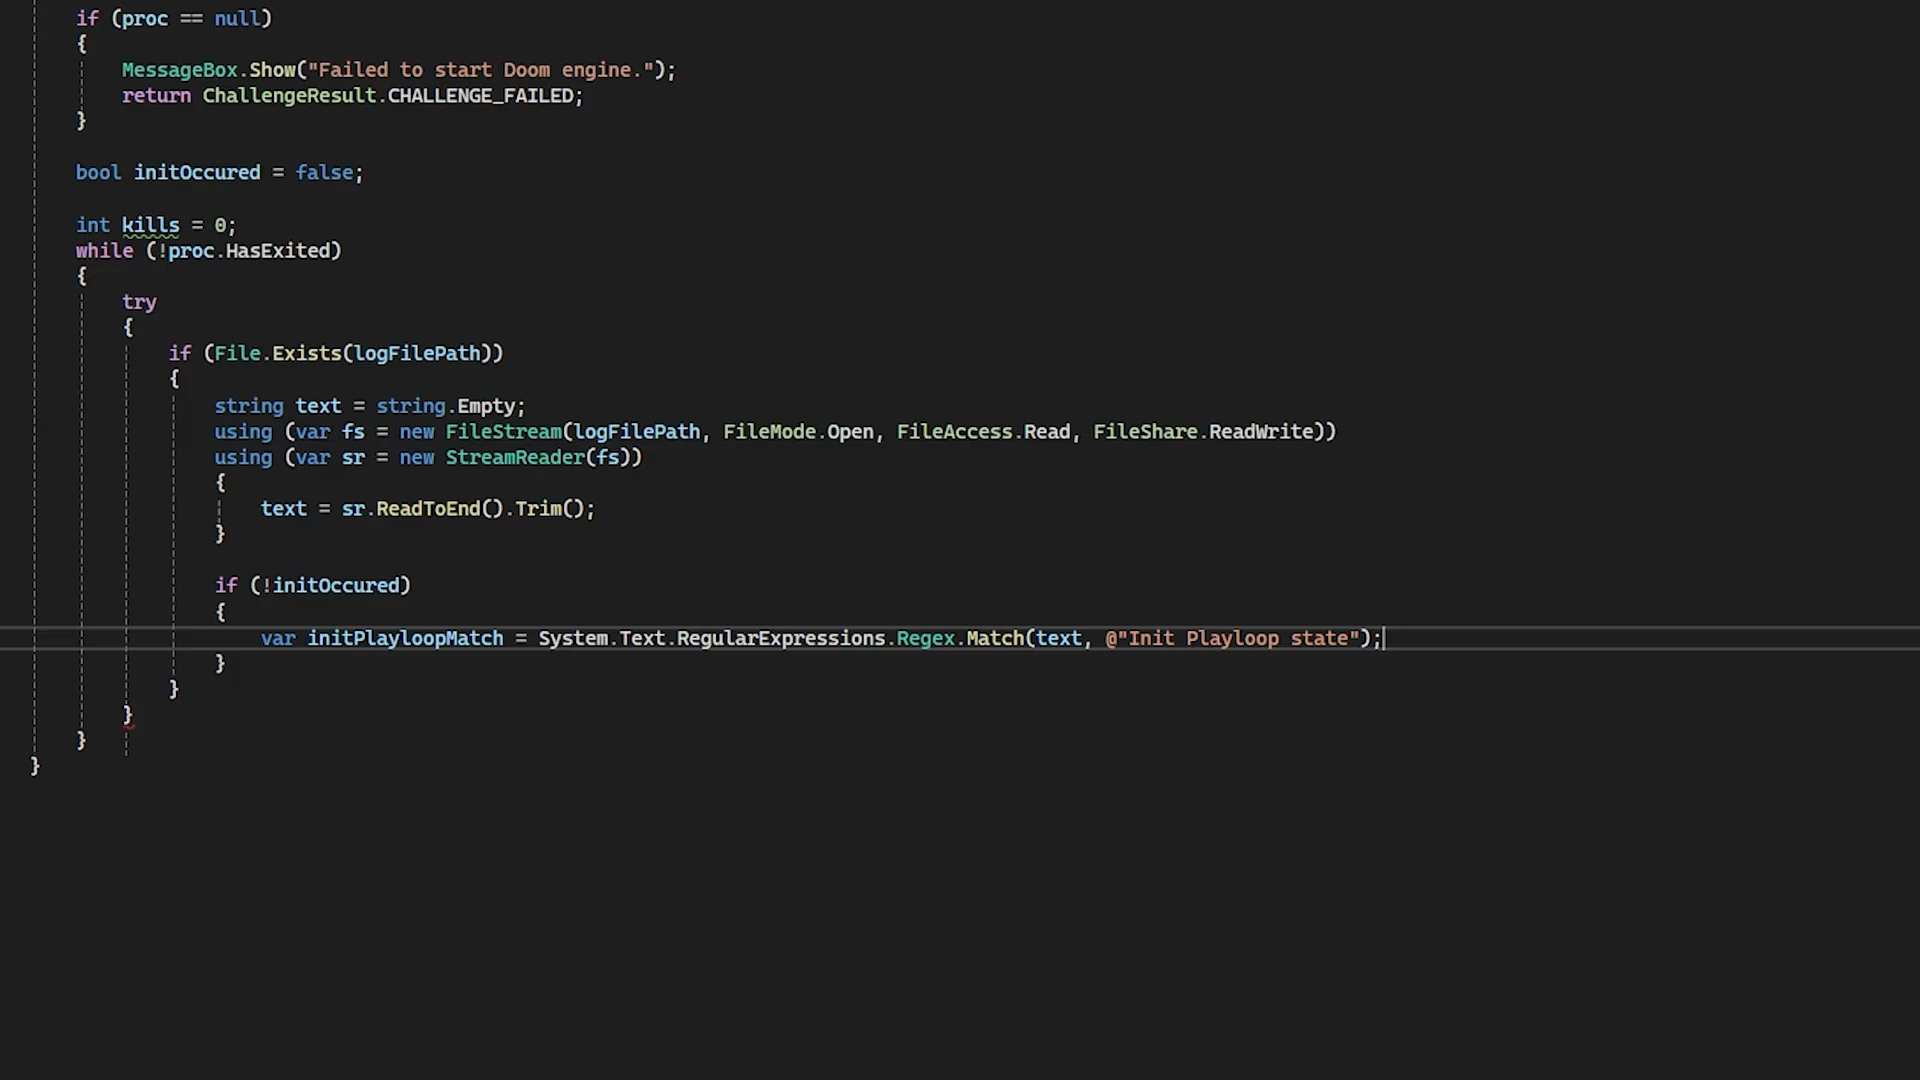 if (proc == null)
{
MessageBox.Show("Failed to start Doom engine.");
return ChallengeResult.CHALLENGE_FAILED;
}
bool initOccured = false;
int kills = 0;
while (!proc.HasExited)
{
try
{
if (File.Exists(logFilePath))
{
string text = string.Empty;
using (var fs = new FileStream(logFilePath, FileMode.Open, FileAccess.Read, FileShare.ReadWrite))
using (var sr = new StreamReader(fs))
{
text = sr.ReadToEnd().Trim();
}
if (!initOccured)
{
var initPlayloopMatch = System.Text.RegularExpressions.Regex.Match(text, @"Init Playloop state");
}
}
}
}
}